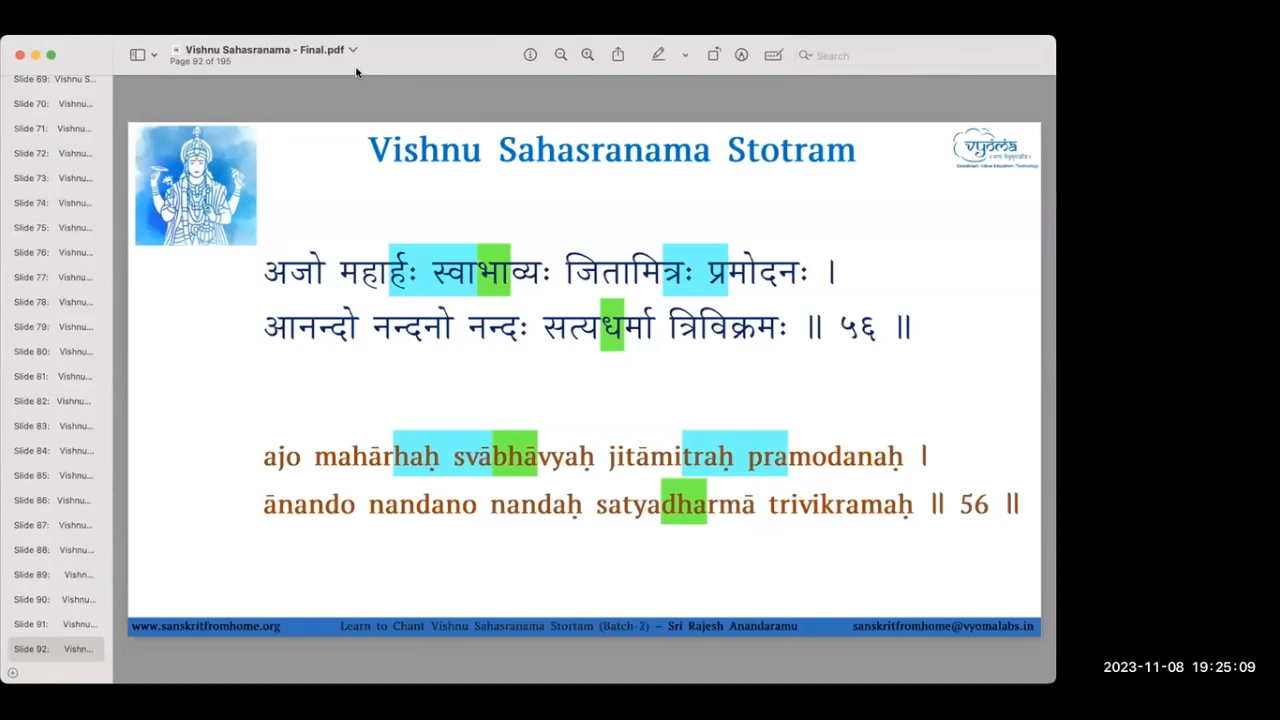 Vishnu Sahasranama - Final.pdf
Page 92 of 195
Search
Slide 69: Vishnu S...
Slide 70: Vishnu...
Slide 71: Vishnu...
Slide 72: Vishnu...
Slide 73: Vishnu...
Slide 74: Vishnu...
Slide 75: Vishnu...
Slide 76: Vishnu...
Slide 77: Vishnu...
Slide 78: Vishnu...
Slide 79: Vishnu...
Slide 80: Vishnu...
Slide 81: Vishnu...
Slide 82: Vishnu...
Slide 83: Vishnu...
Slide 84: Vishnu...
Slide 85: Vishnu...
Slide 86: Vishnu...
Slide 87: Vishnu...
Slide 88: Vishnu...
Slide 89: Vishn...
Slide 90: Vishnu...
Slide 91: Vishnu...
Slide 92: Vishn...
Vishnu Sahasranama Stotram
vyoma
अजो महार्हः स्वाभाव्यः जितामित्रः प्रमोदनः ।
आनन्दो नन्दनो नन्दः सत्यधर्मा त्रिविक्रमः ॥ ५६ ॥
ajo mahārhaḥ svābhāvyaḥ jitāmitraḥ pramodanaḥ ।
ānando nandano nandaḥ satyadharmā trivikramaḥ ॥ 56 ॥
www.sanskritfromhome.org Learn to Chant Vishnu Sahasranama Stortam (Batch-2) – Sri Rajesh Anandaramu sanskritfromhome@vyomalabs.in
2023-11-08 19:25:09